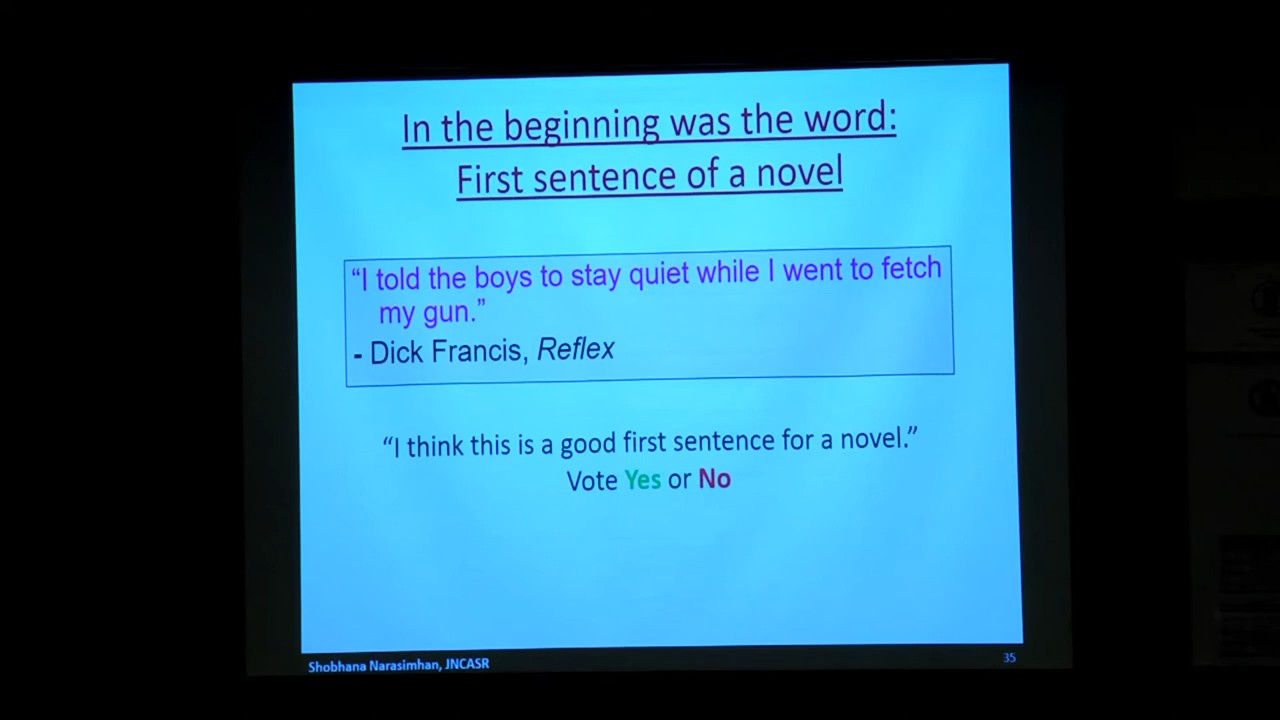 In the beginning was the word:
First sentence of a novel
“I told the boys to stay quiet while I went to fetch
my gun.”
- Dick Francis, Reflex
“I think this is a good first sentence for a novel.”
Vote Yes or No
Shobhana Narasimhan, JNCASR
35